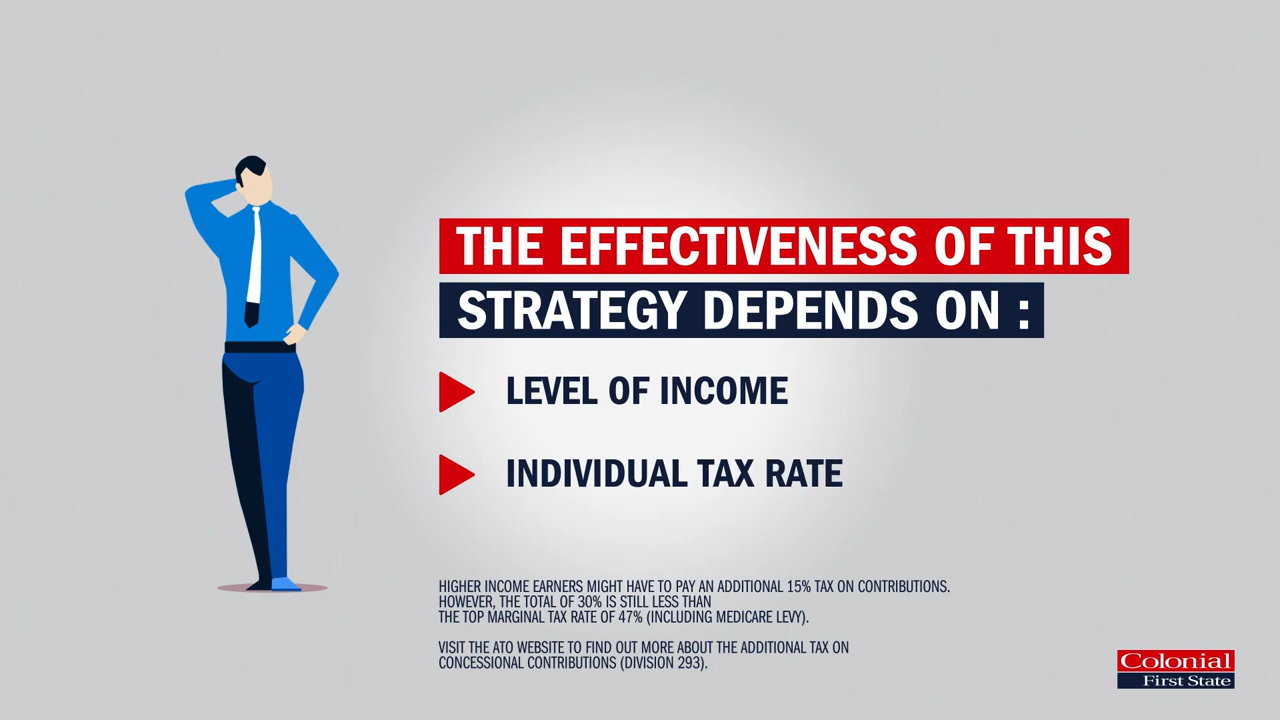 THE EFFECTIVENESS OF THIS
STRATEGY DEPENDS ON :
LEVEL OF INCOME
INDIVIDUAL TAX RATE
HIGHER INCOME EARNERS MIGHT HAVE TO PAY AN ADDITIONAL 15% TAX ON CONTRIBUTIONS.
HOWEVER, THE TOTAL OF 30% IS STILL LESS THAN
THE TOP MARGINAL TAX RATE OF 47% (INCLUDING MEDICARE LEVY).
VISIT THE ATO WEBSITE TO FIND OUT MORE ABOUT THE ADDITIONAL TAX ON
CONCESSIONAL CONTRIBUTIONS (DIVISION 293).
Colonial
First State